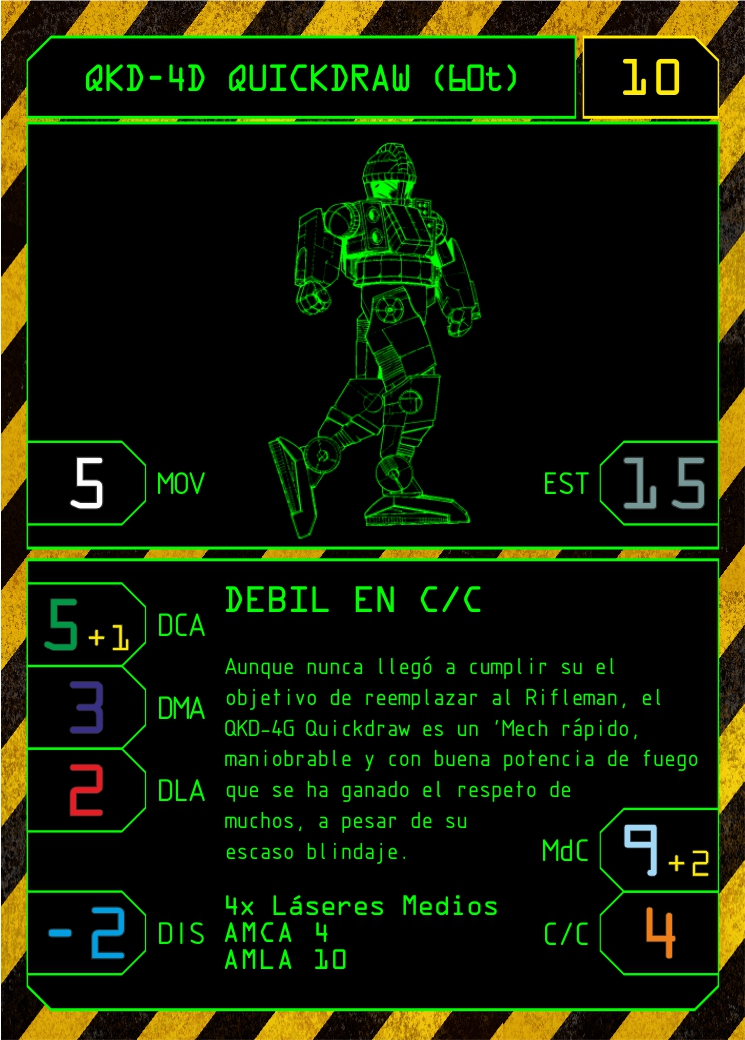 QKD-4D QUICKDRAW (60t)
10
5 MOV
EST 15
5+1 DCA
3 DMA
2 DLA
-2 DIS
DEBIL EN C/C
Aunque nunca llegó a cumplir su el
objetivo de reemplazar al Rifleman, el
QKD-4G Quickdraw es un 'Mech rápido,
maniobrable y con buena potencia de fuego
que se ha ganado el respeto de
muchos, a pesar de su
escaso blindaje.
4x Láseres Medios
AMCA 4
AMLA 10
MdC 9+2
C/C 4